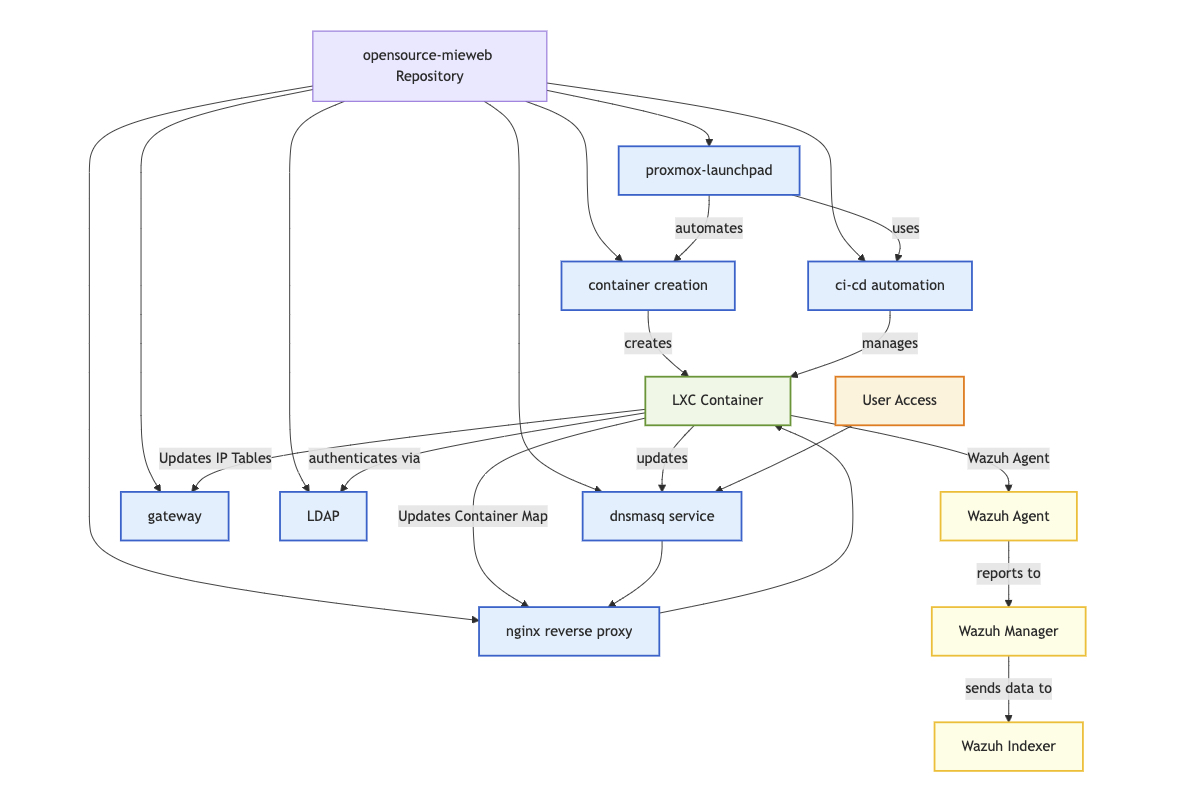 opensource-mieweb
Repository
proxmox-launchpad
automates
uses
container creation
ci-cd automation
creates
manages
LXC Container
User Access
Updates IP Tables
authenticates via
updates
Wazuh Agent
gateway
LDAP
Updates Container Map
dnsmasq service
Wazuh Agent
reports to
nginx reverse proxy
Wazuh Manager
sends data to
Wazuh Indexer